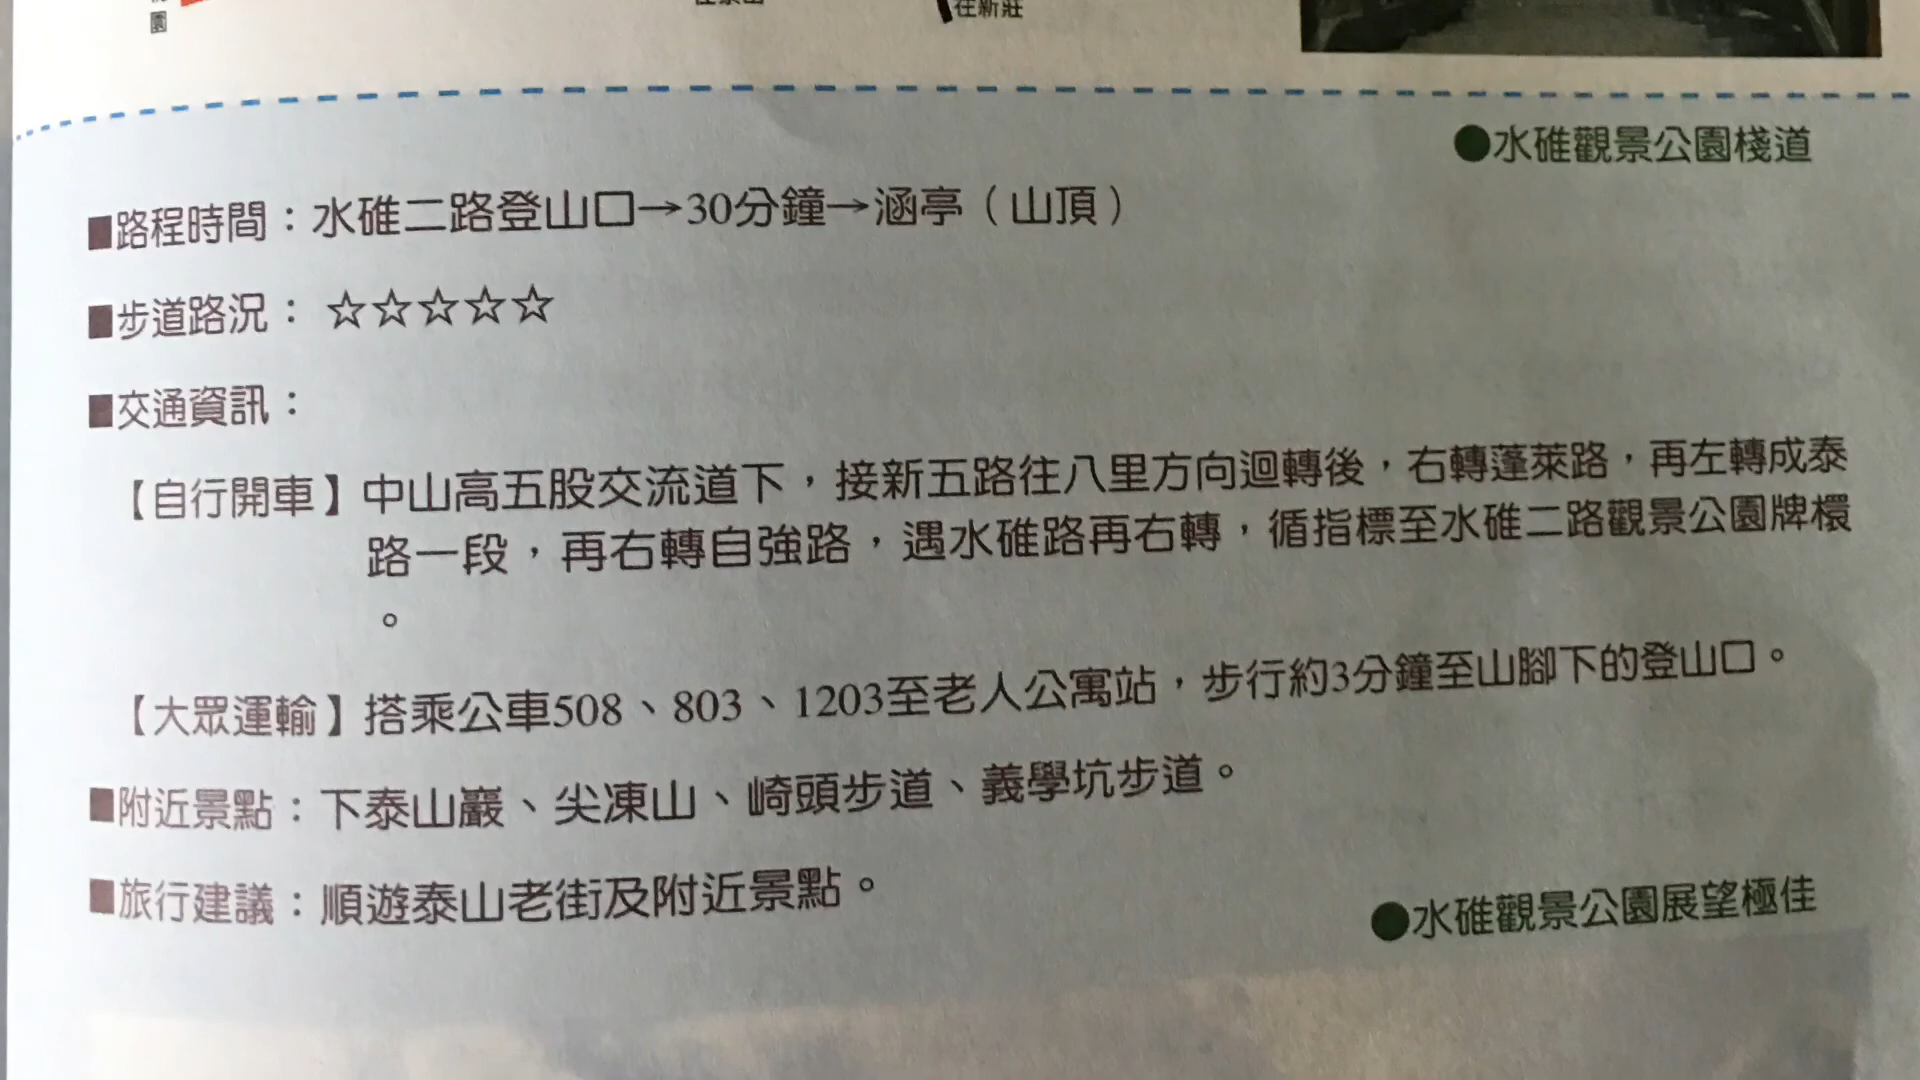 園
往新莊
●水碓觀景公園棧道
■路程時間：水碓二路登山口→30分鐘→涵亭（山頂）
■步道路況：☆☆☆☆☆
■交通資訊：
【自行開車】中山高五股交流道下，接新五路往八里方向迴轉後，右轉蓬萊路，再左轉成泰
路一段，再右轉自強路，遇水碓路再右轉，循指標至水碓二路觀景公園牌樓
。
【大眾運輸】搭乘公車508、803、1203至老人公寓站，步行約3分鐘至山腳下的登山口。
■附近景點：下泰山巖、尖凍山、崎頭步道、義學坑步道。
■旅行建議：順遊泰山老街及附近景點。
●水碓觀景公園展望極佳